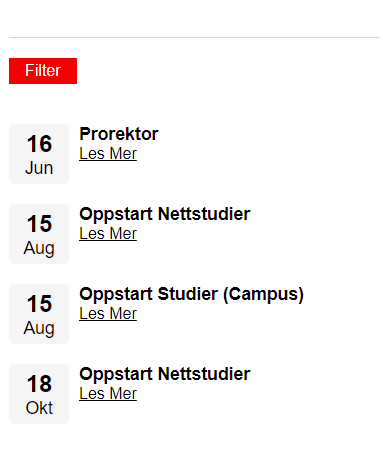 Filter
16
Jun
Prorektor
Les Mer
15
Aug
Oppstart Nettstudier
Les Mer
15
Aug
Oppstart Studier (Campus)
Les Mer
18
Okt
Oppstart Nettstudier
Les Mer